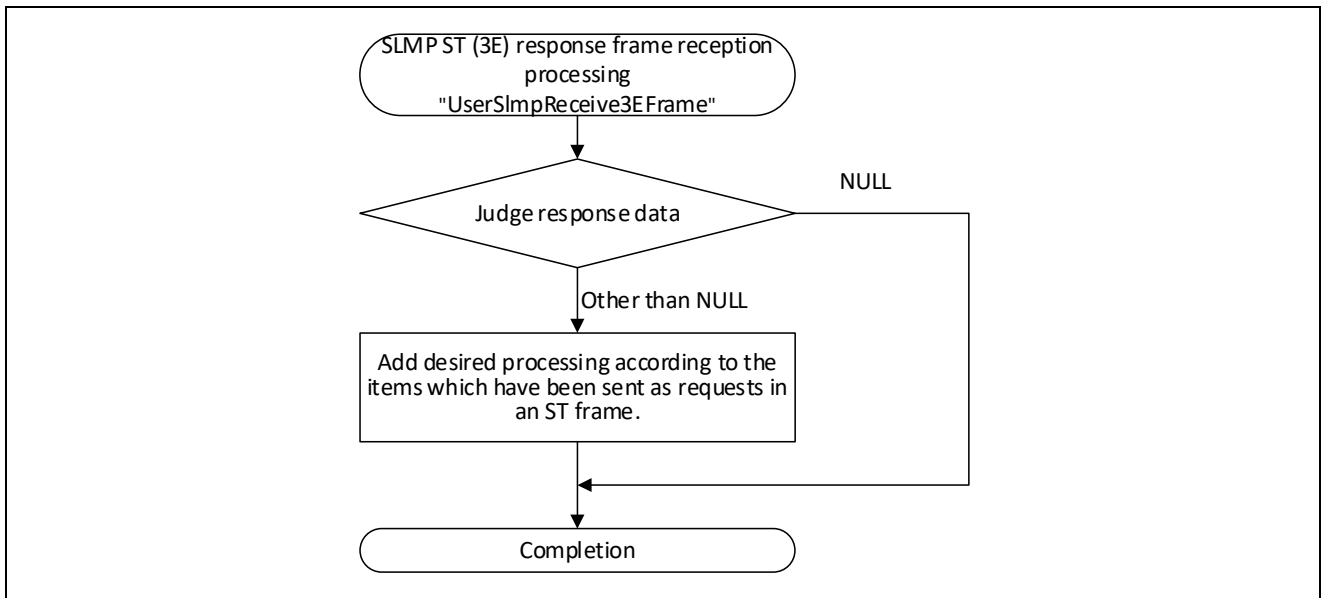 SLMP ST (3E) response frame reception
processing
"UserSlmpReceive3EFrame"
NULL
Judge response data
Other than NULL
Add desired processing according to the
items which have been sent as requests in
an ST frame.
Completion